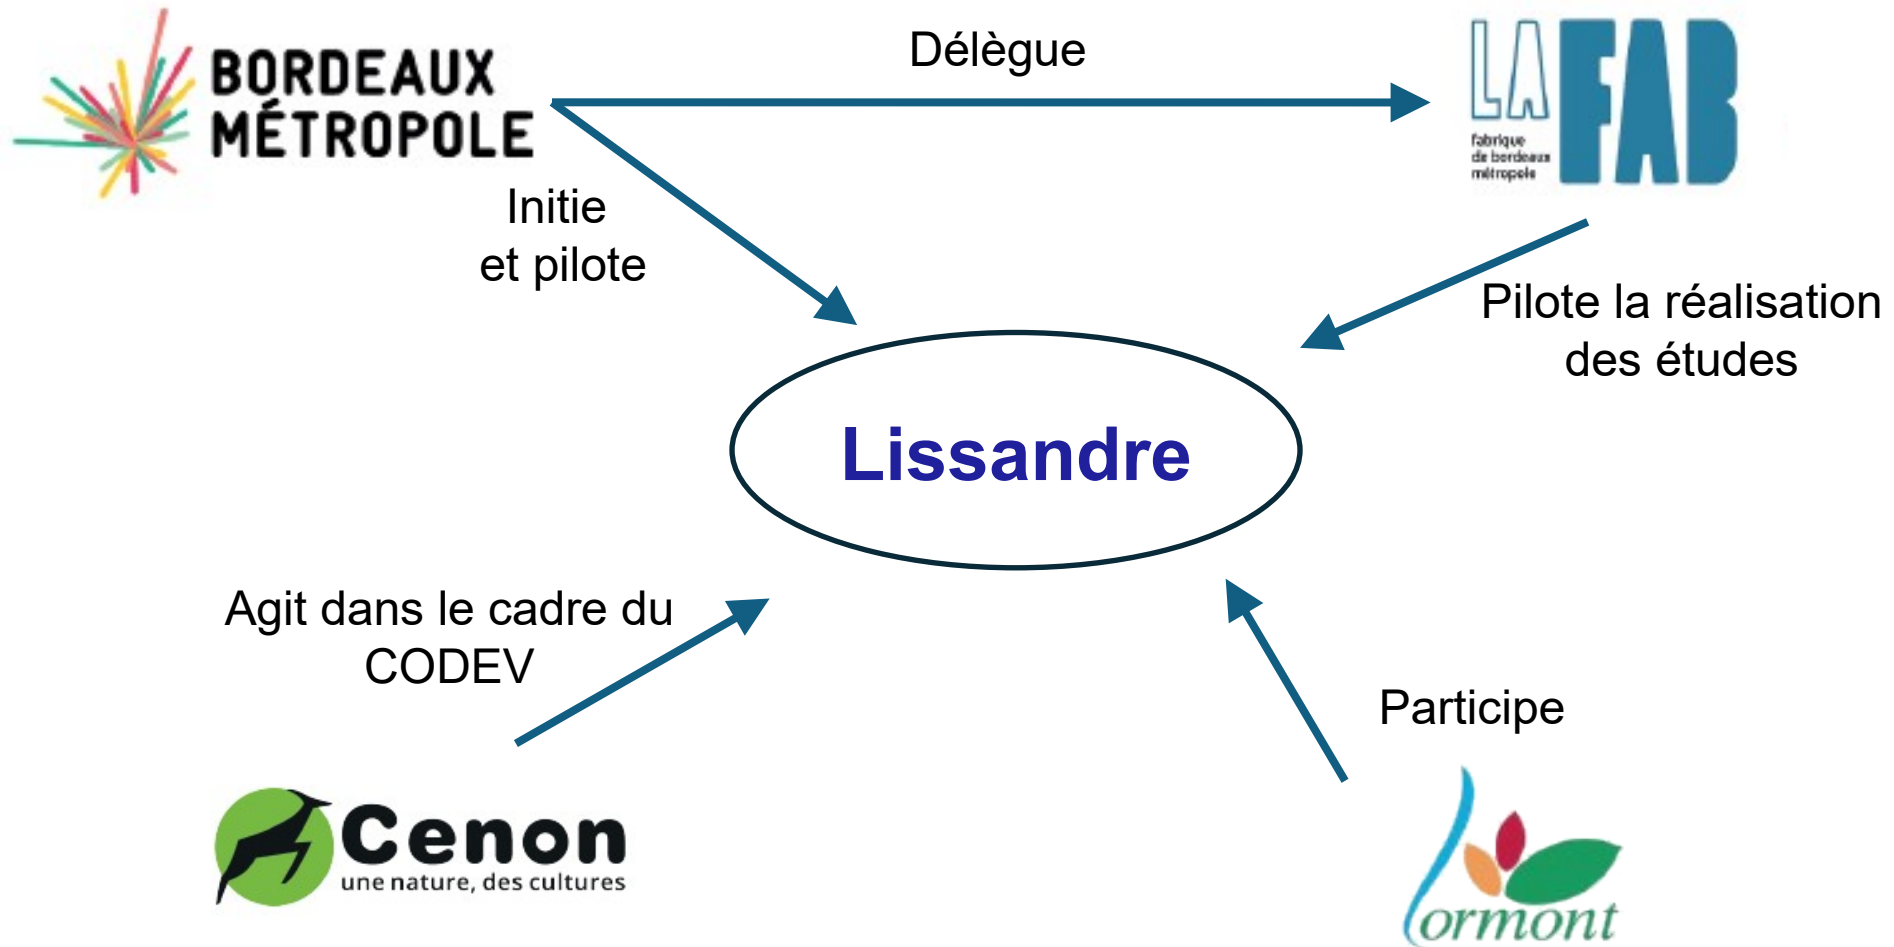 BORDEAUX
MÉTROPOLE
Délègue
LA FAB
fabrique
de bordeaux
métropole
Initie
et pilote
Pilote la réalisation
des études
Lissandre
Agit dans le cadre du
CODEV
Participe
Cenon
une nature, des cultures
Lormont